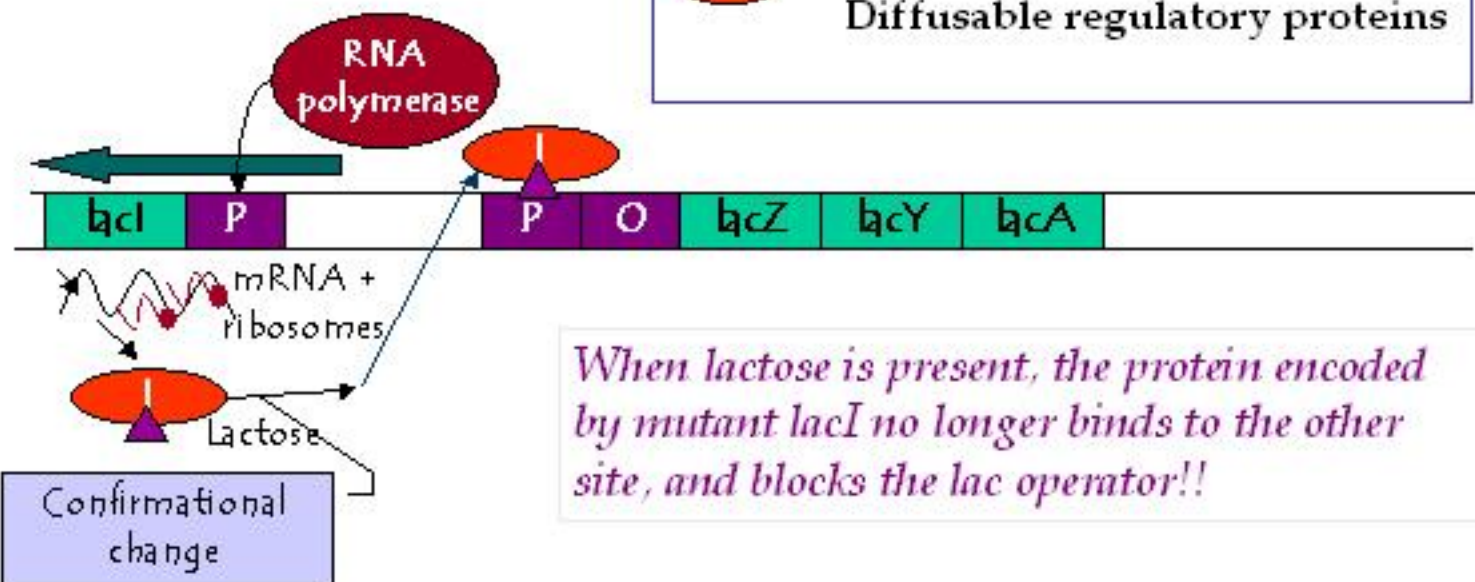 Diffusable regulatory proteins
RNA
polymerase
I
lacI
P
P
O
lacZ
lacY
lacA
mRNA +
ribosomes
I
Lactose
Confirmational
change
When lactose is present, the protein encoded
by mutant lacI no longer binds to the other
site, and blocks the lac operator!!